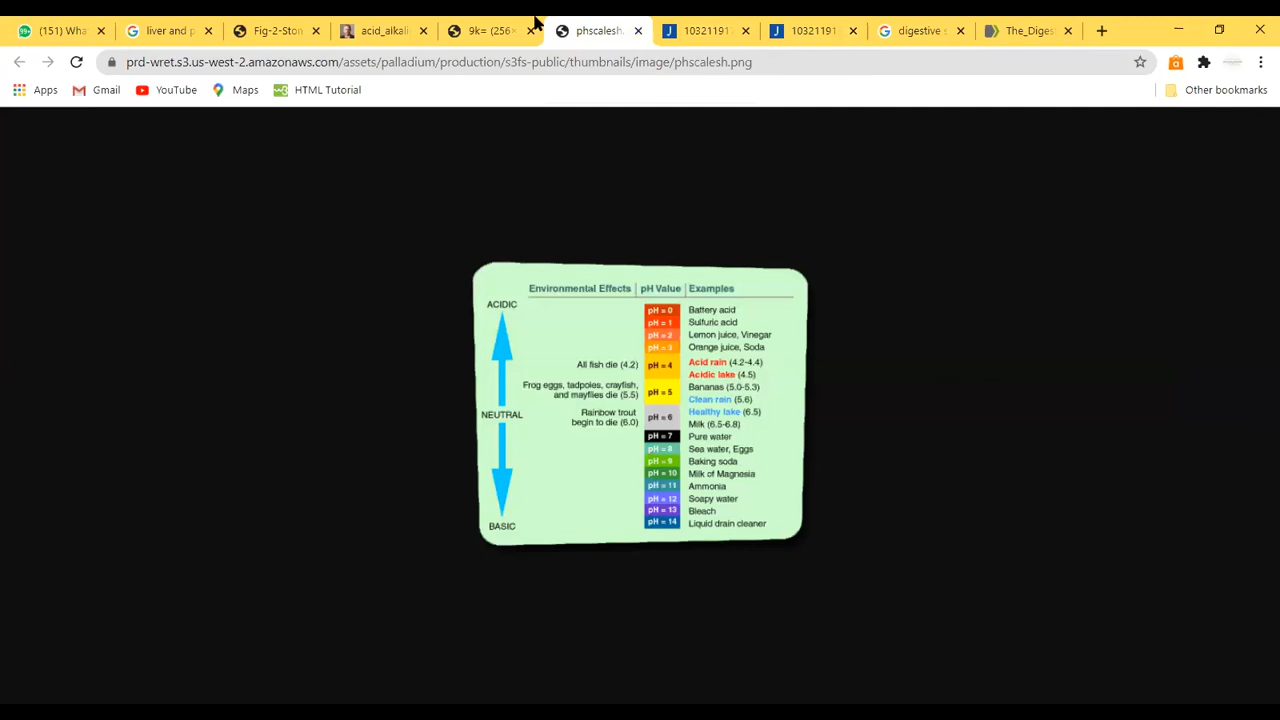 (151) Wha
liver and p
Fig-2-Ston
acid_alkali
9k= (256×
phscalesh.
10321191
10321191
digestive s
The_Diges
prd-wret.s3.us-west-2.amazonaws.com/assets/palladium/production/s3fs-public/thumbnails/image/phscalesh.png
Apps Gmail YouTube Maps HTML Tutorial Other bookmarks
Environmental Effects pH Value Examples
ACIDIC
pH = 0 Battery acid
pH = 1 Sulfuric acid
pH = 2 Lemon juice, Vinegar
pH = 3 Orange juice, Soda
All fish die (4.2) pH = 4 Acid rain (4.2-4.4)
Acidic lake (4.5)
Frog eggs, tadpoles, crayfish, and mayflies die (5.5) pH = 5 Bananas (5.0-5.3)
Clean rain (5.6)
NEUTRAL
Rainbow trout begin to die (6.0) pH = 6 Healthy lake (6.5)
Milk (6.5-6.8)
pH = 7 Pure water
pH = 8 Sea water, Eggs
pH = 9 Baking soda
pH = 10 Milk of Magnesia
pH = 11 Ammonia
pH = 12 Soapy water
pH = 13 Bleach
pH = 14 Liquid drain cleaner
BASIC